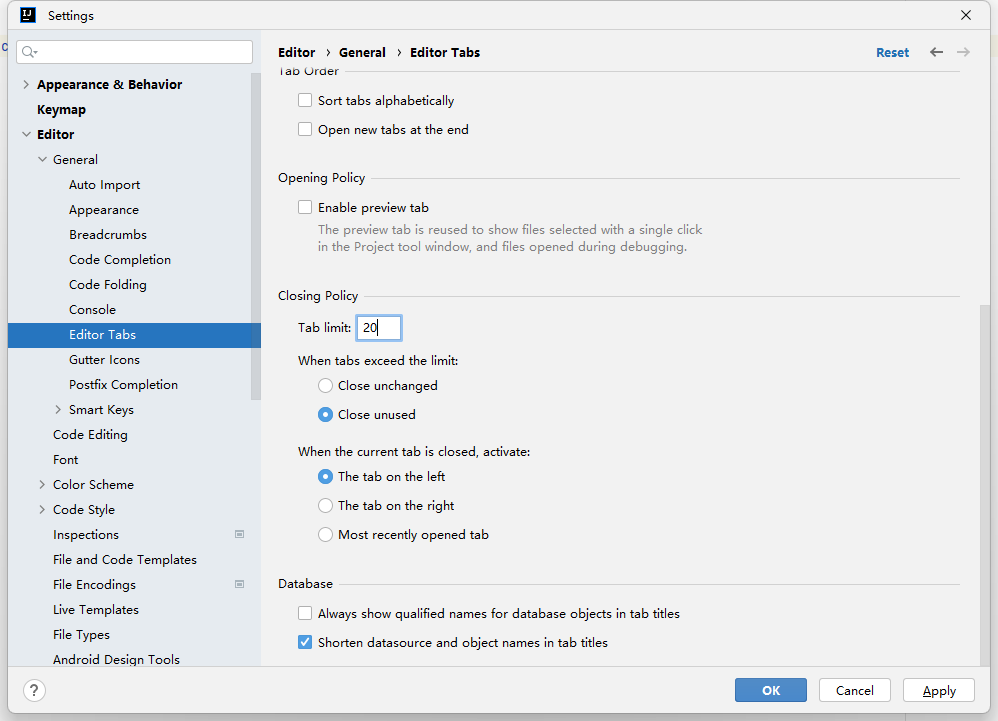 Settings
Appearance & Behavior
Keymap
Editor
General
Auto Import
Appearance
Breadcrumbs
Code Completion
Code Folding
Console
Editor Tabs
Gutter Icons
Postfix Completion
Smart Keys
Code Editing
Font
Color Scheme
Code Style
Inspections
File and Code Templates
File Encodings
Live Templates
File Types
Android Design Tools
Editor › General › Editor Tabs
Reset
Tab Order
Sort tabs alphabetically
Open new tabs at the end
Opening Policy
Enable preview tab
The preview tab is reused to show files selected with a single click
in the Project tool window, and files opened during debugging.
Closing Policy
Tab limit: 20
When tabs exceed the limit:
Close unchanged
Close unused
When the current tab is closed, activate:
The tab on the left
The tab on the right
Most recently opened tab
Database
Always show qualified names for database objects in tab titles
Shorten datasource and object names in tab titles
?
OK
Cancel
Apply